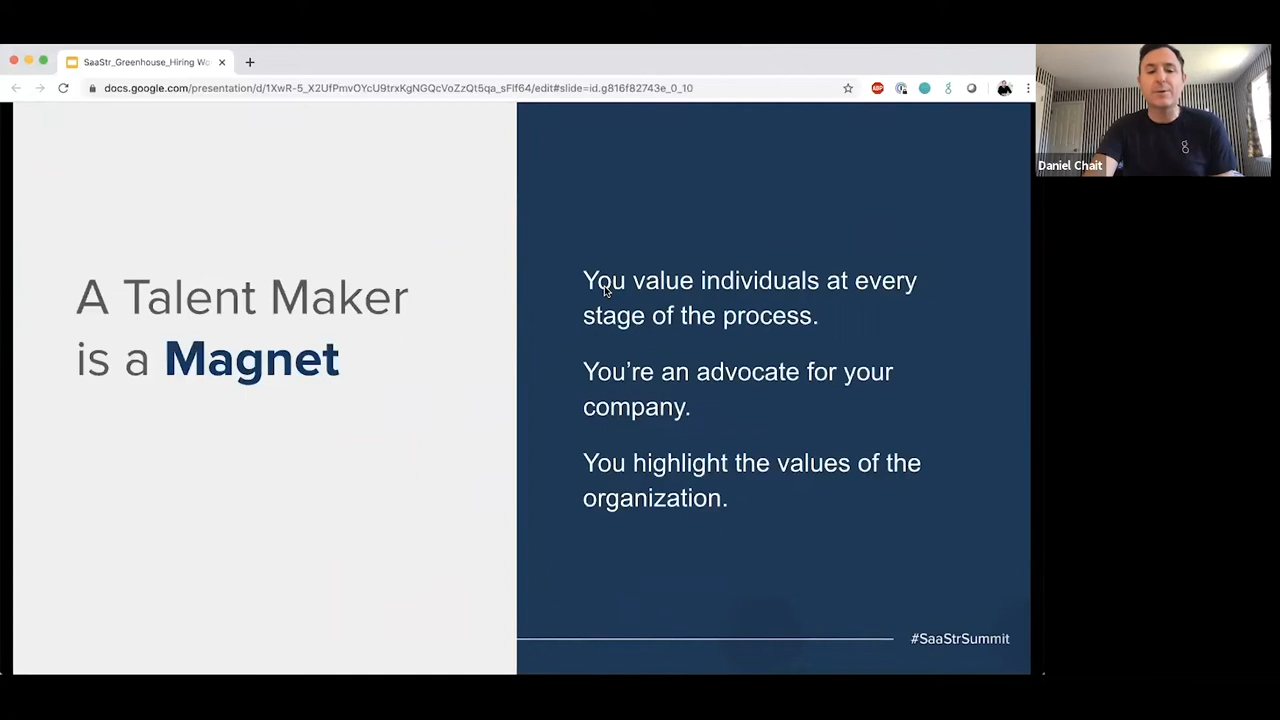 SaaStr_Greenhouse_Hiring Wo
docs.google.com/presentation/d/1XwR-5_X2UfPmvOYcU9trxKgNGQcVoZzQt5qa_sFlf64/edit#slide=id.g816f82743e_0_10
ABP
Daniel Chait
A Talent Maker
is a Magnet
You value individuals at every
stage of the process.
You’re an advocate for your
company.
You highlight the values of the
organization.
#SaaStrSummit